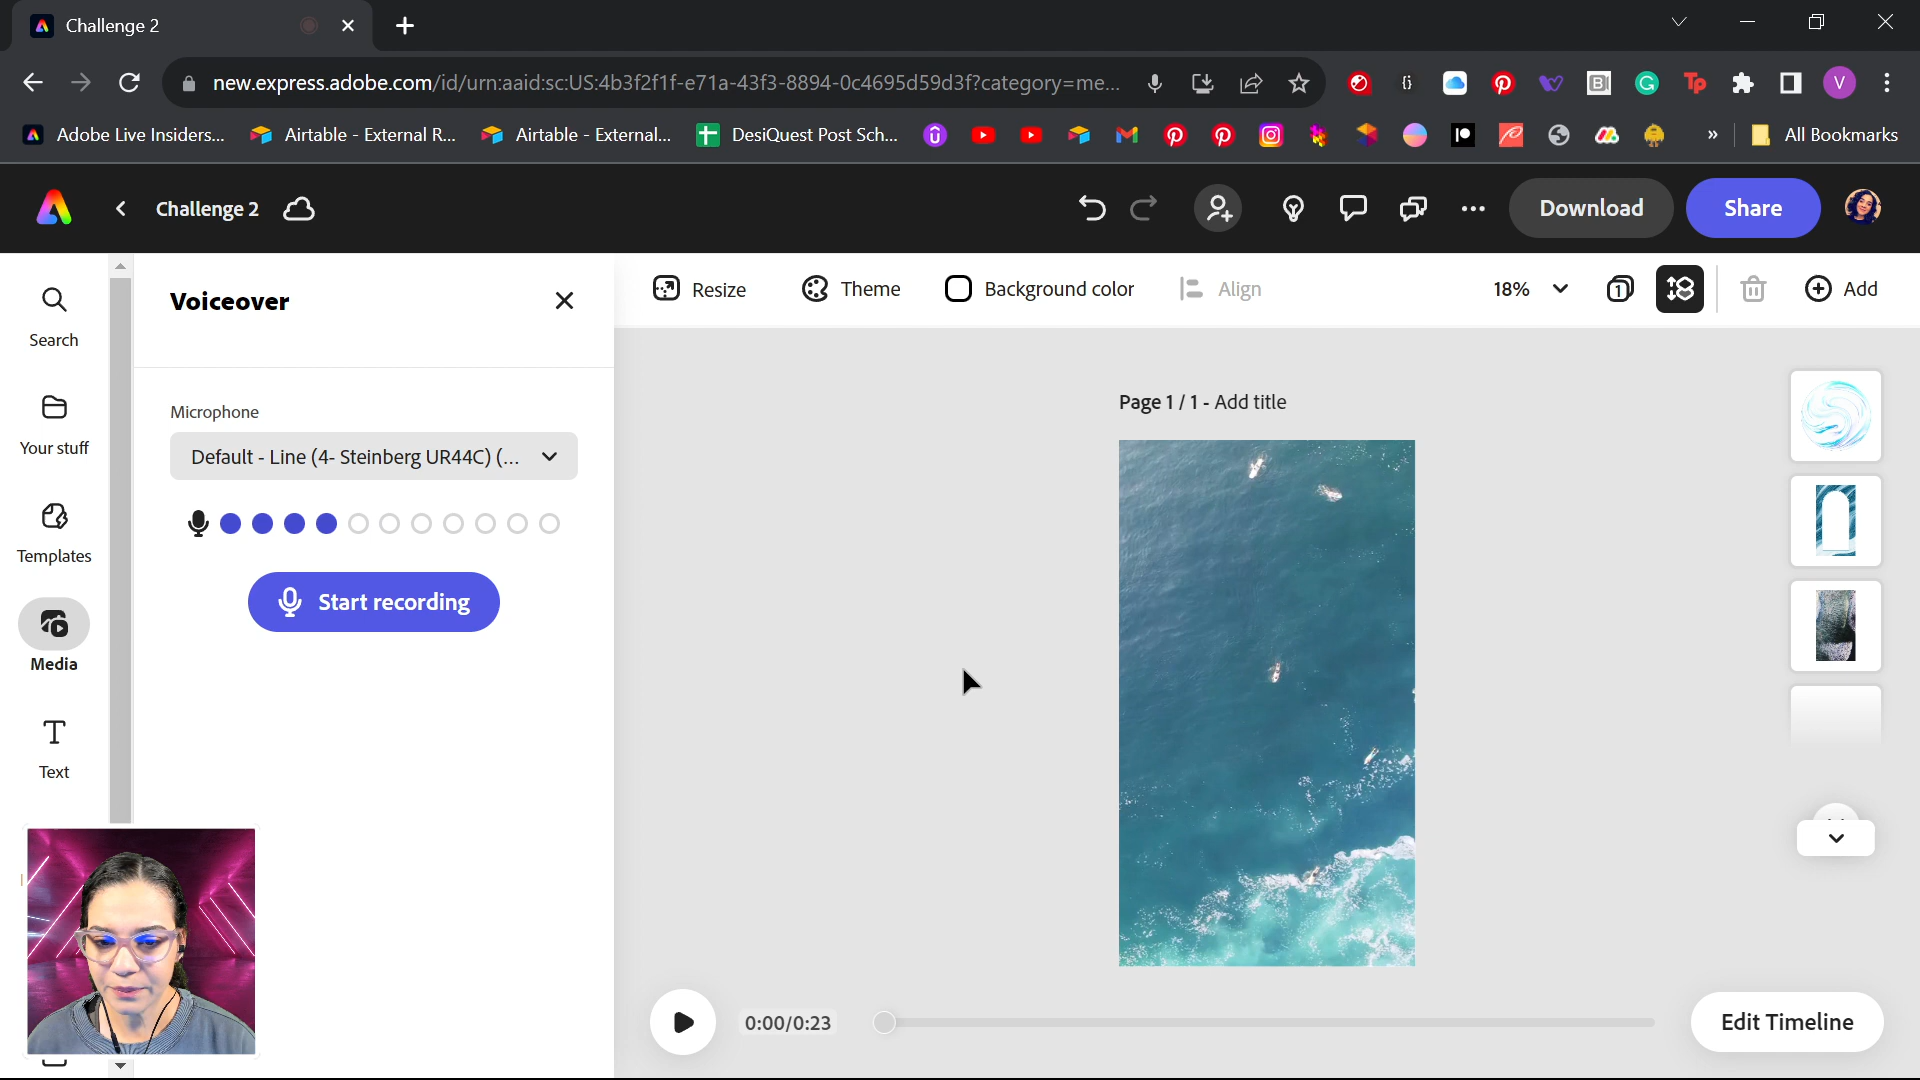 Challenge 2
new.express.adobe.com/id/urn:aaid:sc:US:4b3f2f1f-e71a-43f3-8894-0c4695d59d3f?category=me...
V
Adobe Live Insiders...
Airtable - External R...
Airtable - External...
DesiQuest Post Sch...
»
All Bookmarks
Challenge 2
Download
Share
Search
Your stuff
Templates
Media
Text
Voiceover
Microphone
Default - Line (4- Steinberg UR44C) (...
Start recording
Resize
Theme
Background color
Align
18%
1
Add
Page 1 / 1 - Add title
0:00/0:23
Edit Timeline